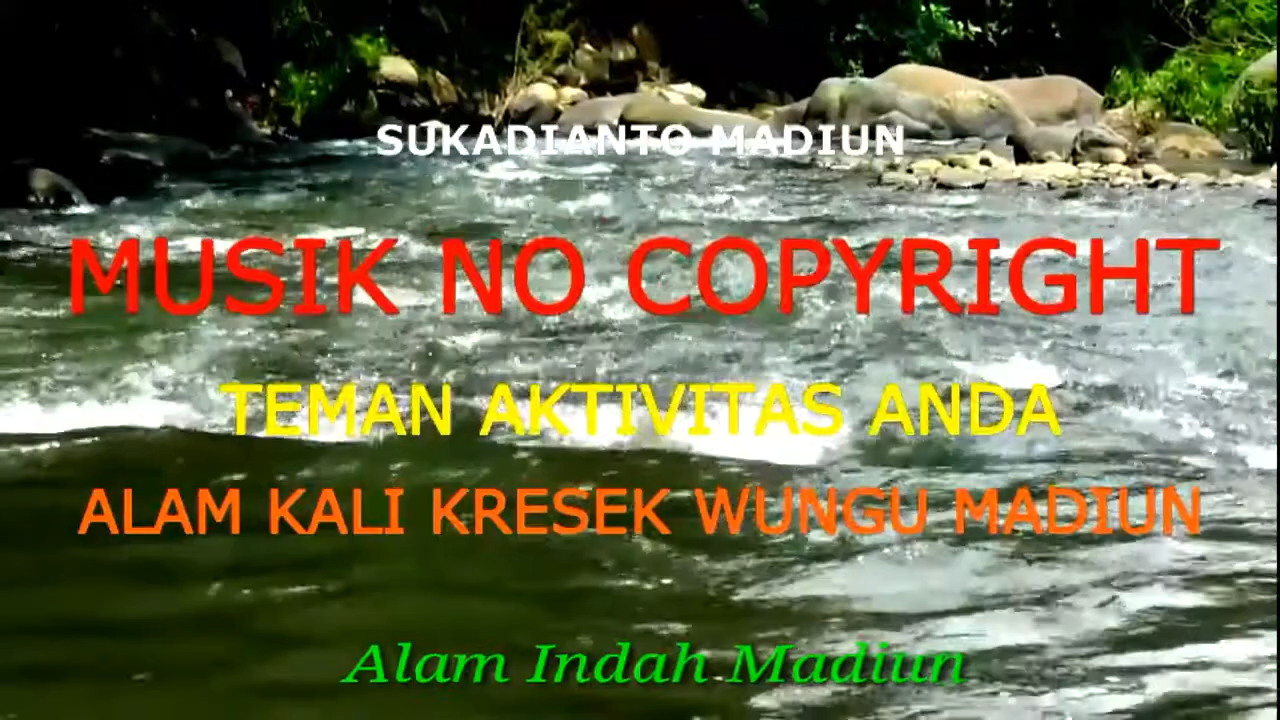 SUKADIANTO MADIUN
MUSIK NO COPYRIGHT
TEMAN AKTIVITAS ANDA
ALAM KALI KRESEK WUNGU MADIUN
Alam Indah Madiun